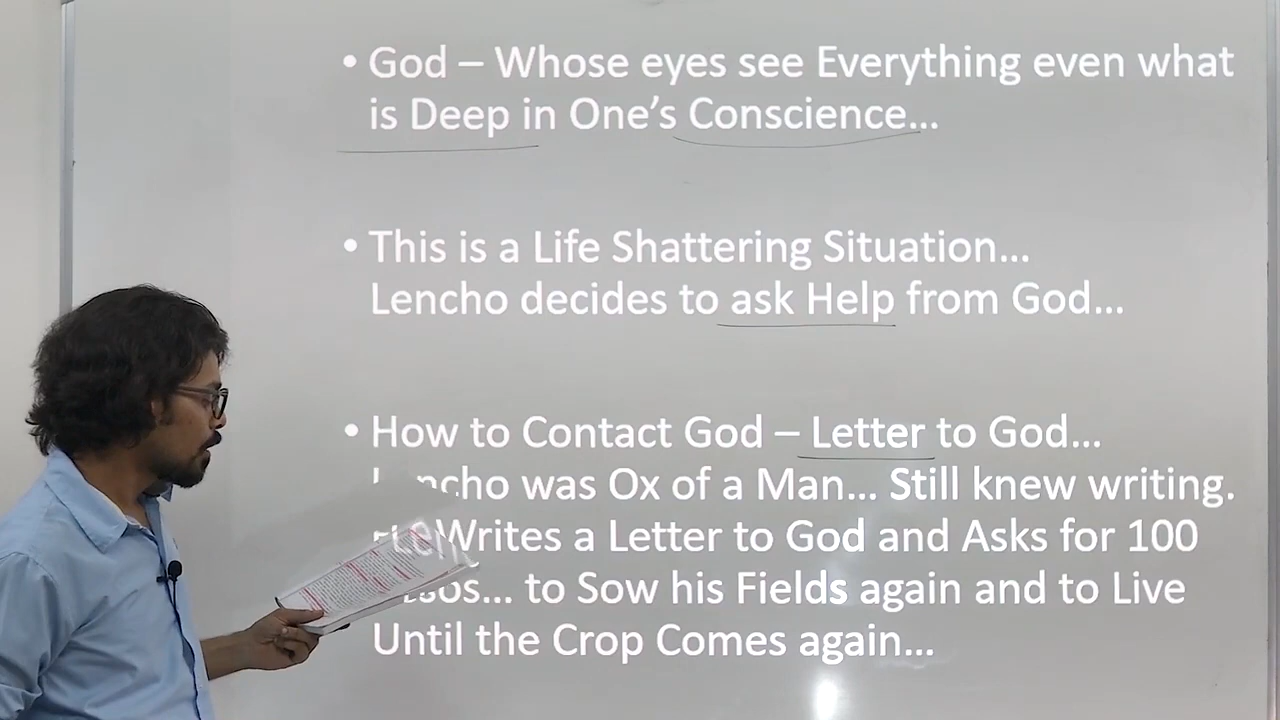 • God – Whose eyes see Everything even what
is Deep in One's Conscience...
• This is a Life Shattering Situation...
Lencho decides to ask Help from God...
• How to Contact God – Letter to God...
was Ox of a Man... Still knew writing.
Writes a Letter to God and Asks for 100
... to Sow his Fields again and to Live
Until the Crop Comes again...